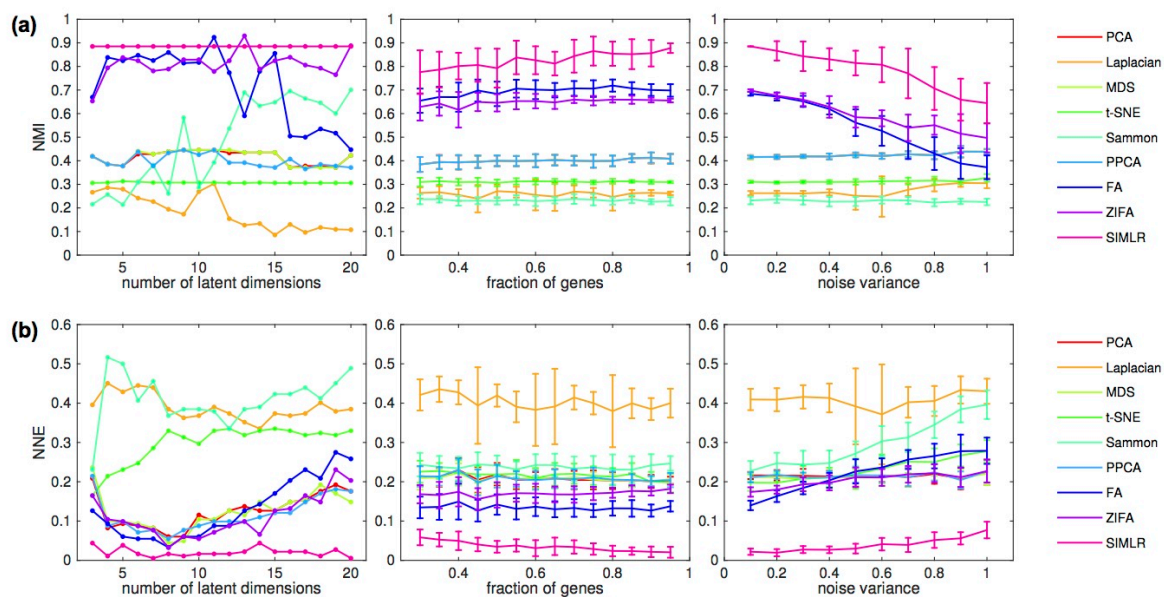 (a)
NMI
1
0.9
0.8
0.7
0.6
0.5
0.4
0.3
0.2
0.1
0
5 10 15 20
number of latent dimensions
0.4 0.6 0.8 1
fraction of genes
0 0.2 0.4 0.6 0.8 1
noise variance
PCA
Laplacian
MDS
t-SNE
Sammon
PPCA
FA
ZIFA
SIMLR
(b)
NNE
0.6
0.5
0.4
0.3
0.2
0.1
0
5 10 15 20
number of latent dimensions
0.4 0.6 0.8 1
fraction of genes
0 0.2 0.4 0.6 0.8 1
noise variance
PCA
Laplacian
MDS
t-SNE
Sammon
PPCA
FA
ZIFA
SIMLR